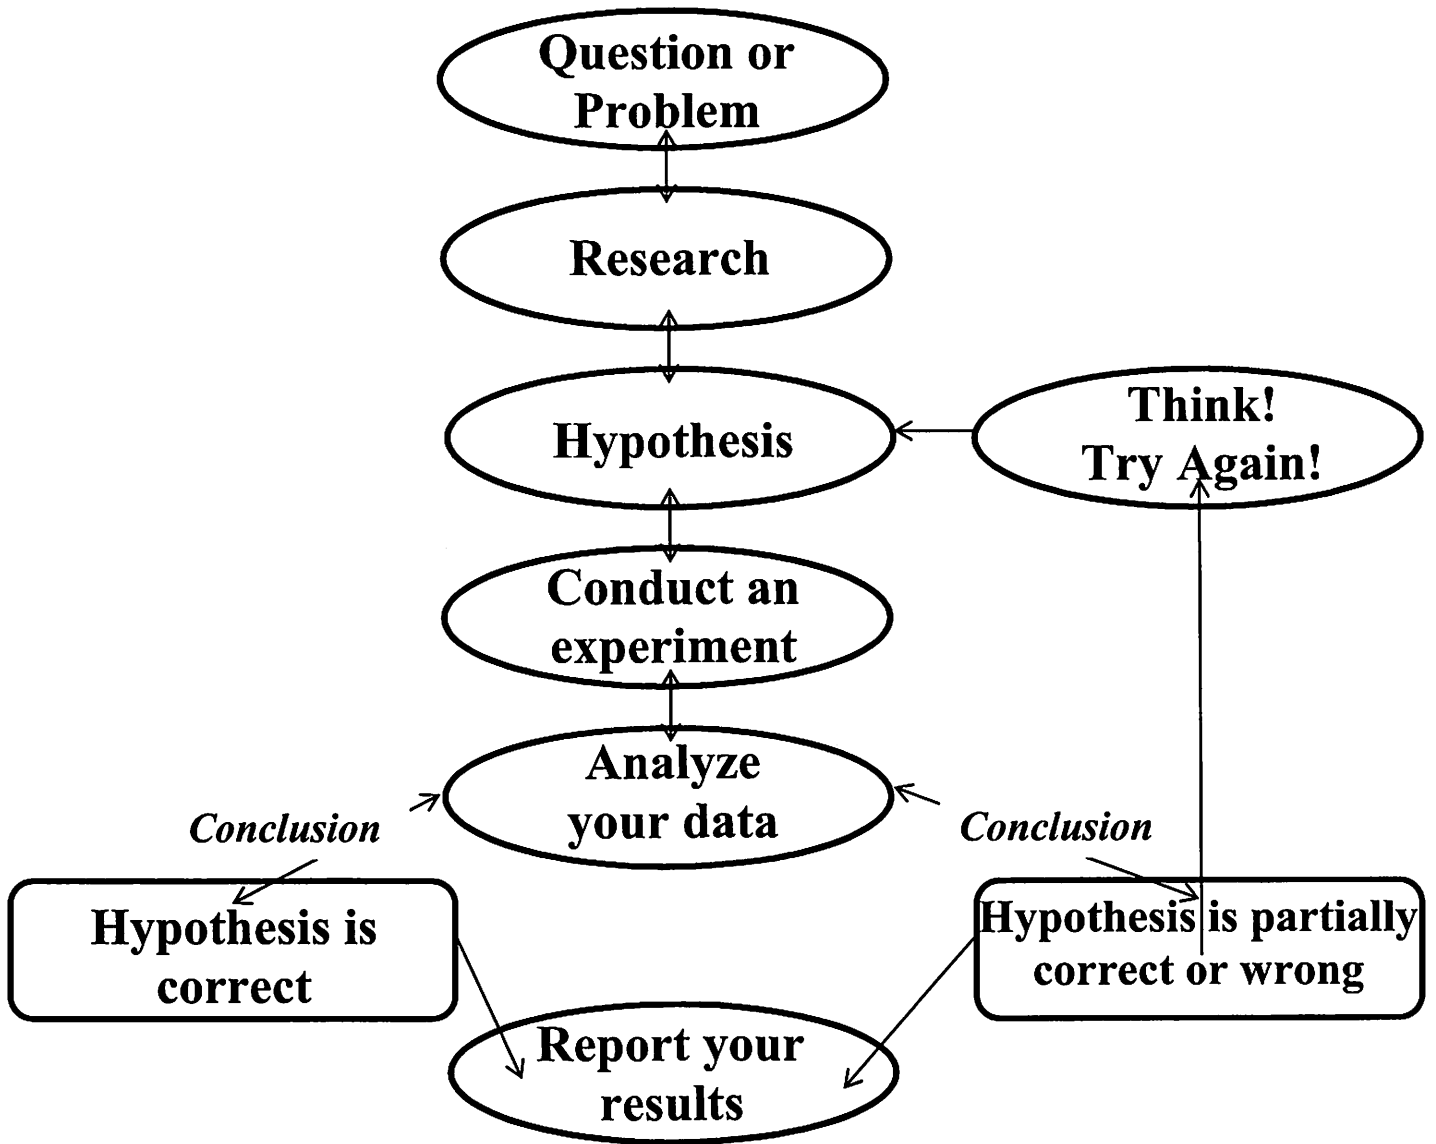 Question or
Problem
Research
Hypothesis
Think!
Try Again!
Conduct an
experiment
Analyze
your data
Conclusion
Conclusion
Hypothesis is
correct
Hypothesis is partially
correct or wrong
Report your
results